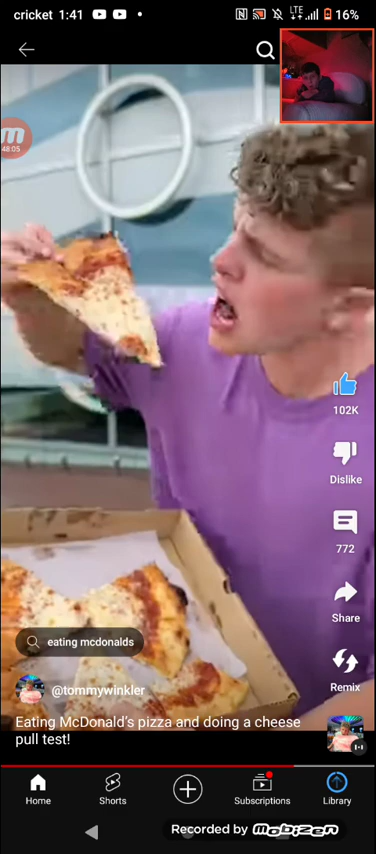 cricket 1:41
LTE
16%
48:05
102K
Dislike
772
Share
eating mcdonalds
@tommywinkler
Remix
Eating McDonald's pizza and doing a cheese
pull test!
Home
Shorts
Subscriptions
Library
Recorded by Mobizen